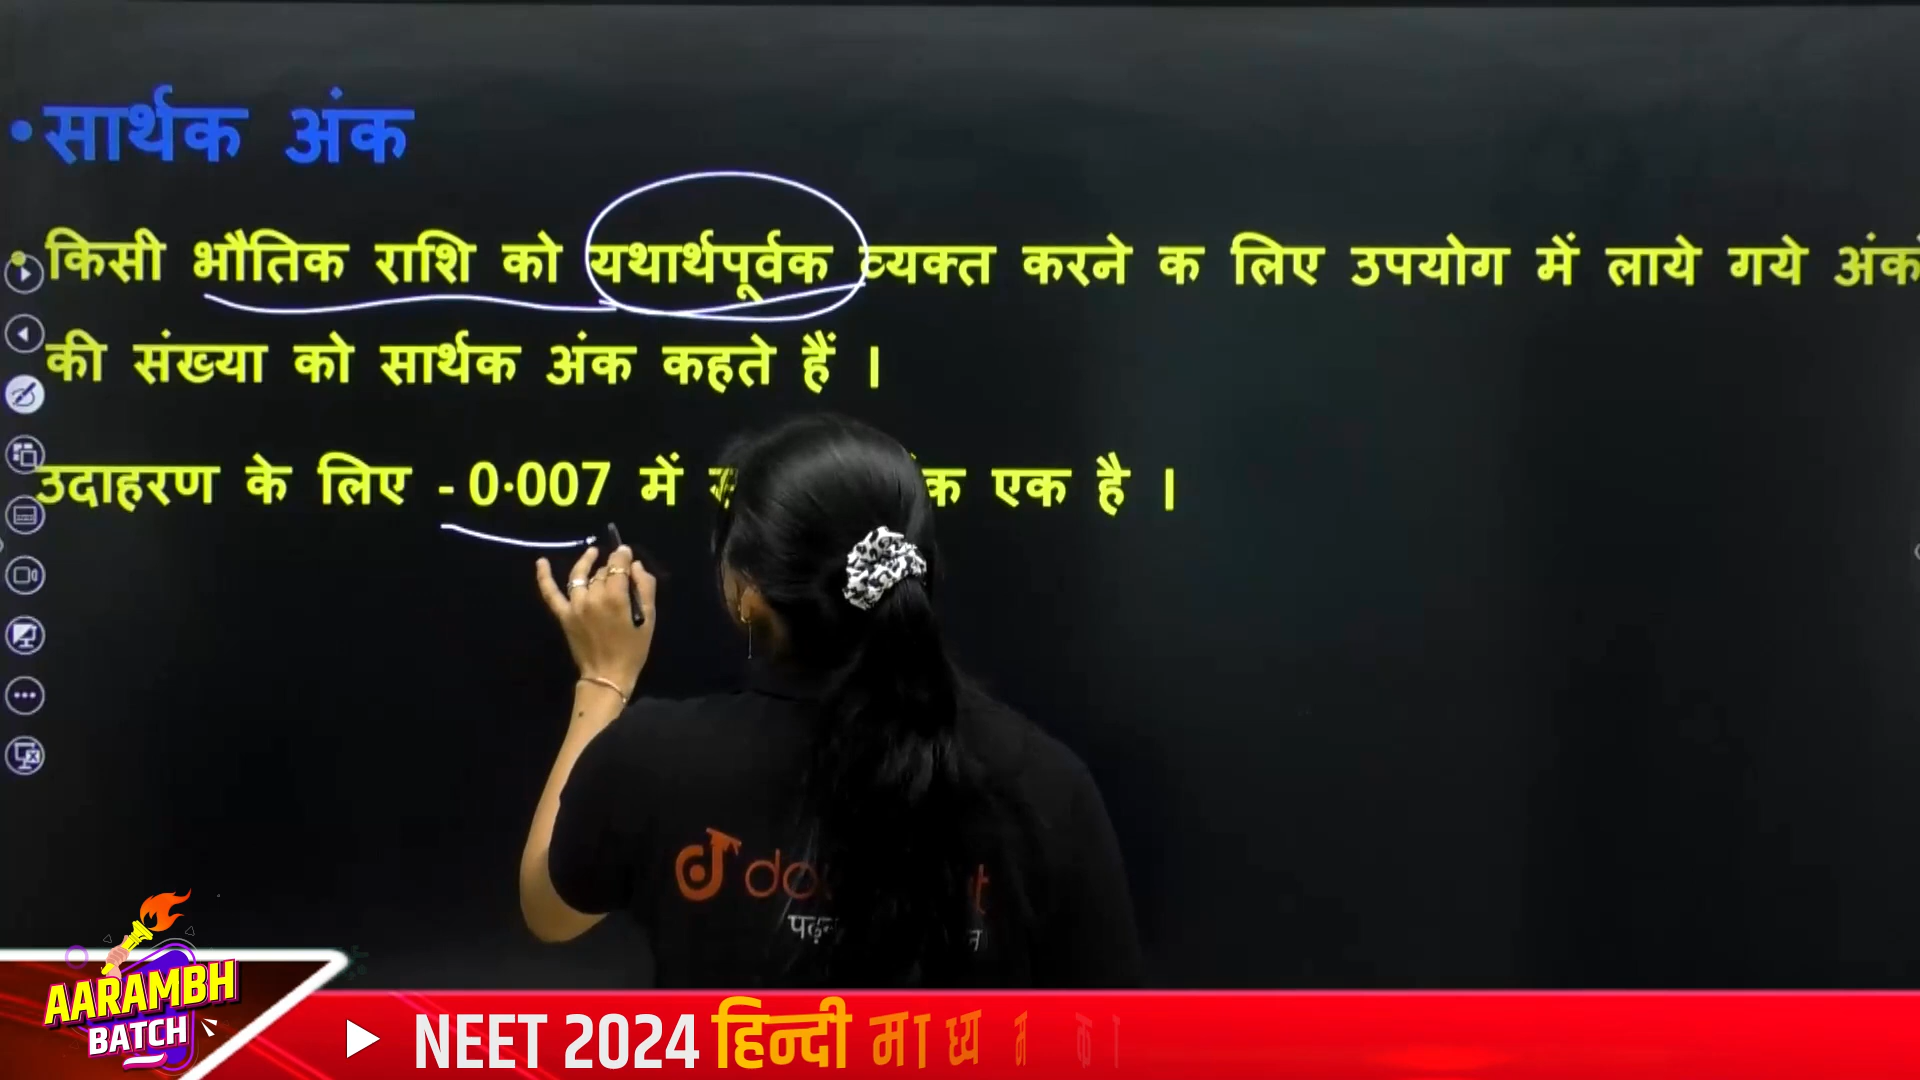 • सार्थक अंक
• किसी भौतिक राशि को यथार्थपूर्वक व्यक्त करने क लिए उपयोग में लाये गये
की संख्या को सार्थक अंक कहते हैं ।
उदाहरण के लिए - 0·007 में एक है ।
AARAMBH
BATCH
NEET 2024 हिन्दी माध्यम का